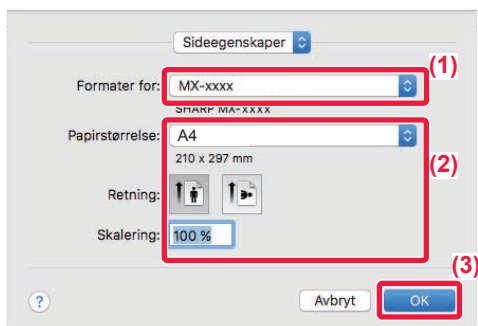 Sideegenskaper
(1)
Formater for: MX-xxxx
SHARP MX-xxxx
Papirstørrelse: A4
210 x 297 mm
(2)
Retning:
Skalering: 100 %
(3)
? Avbryt OK